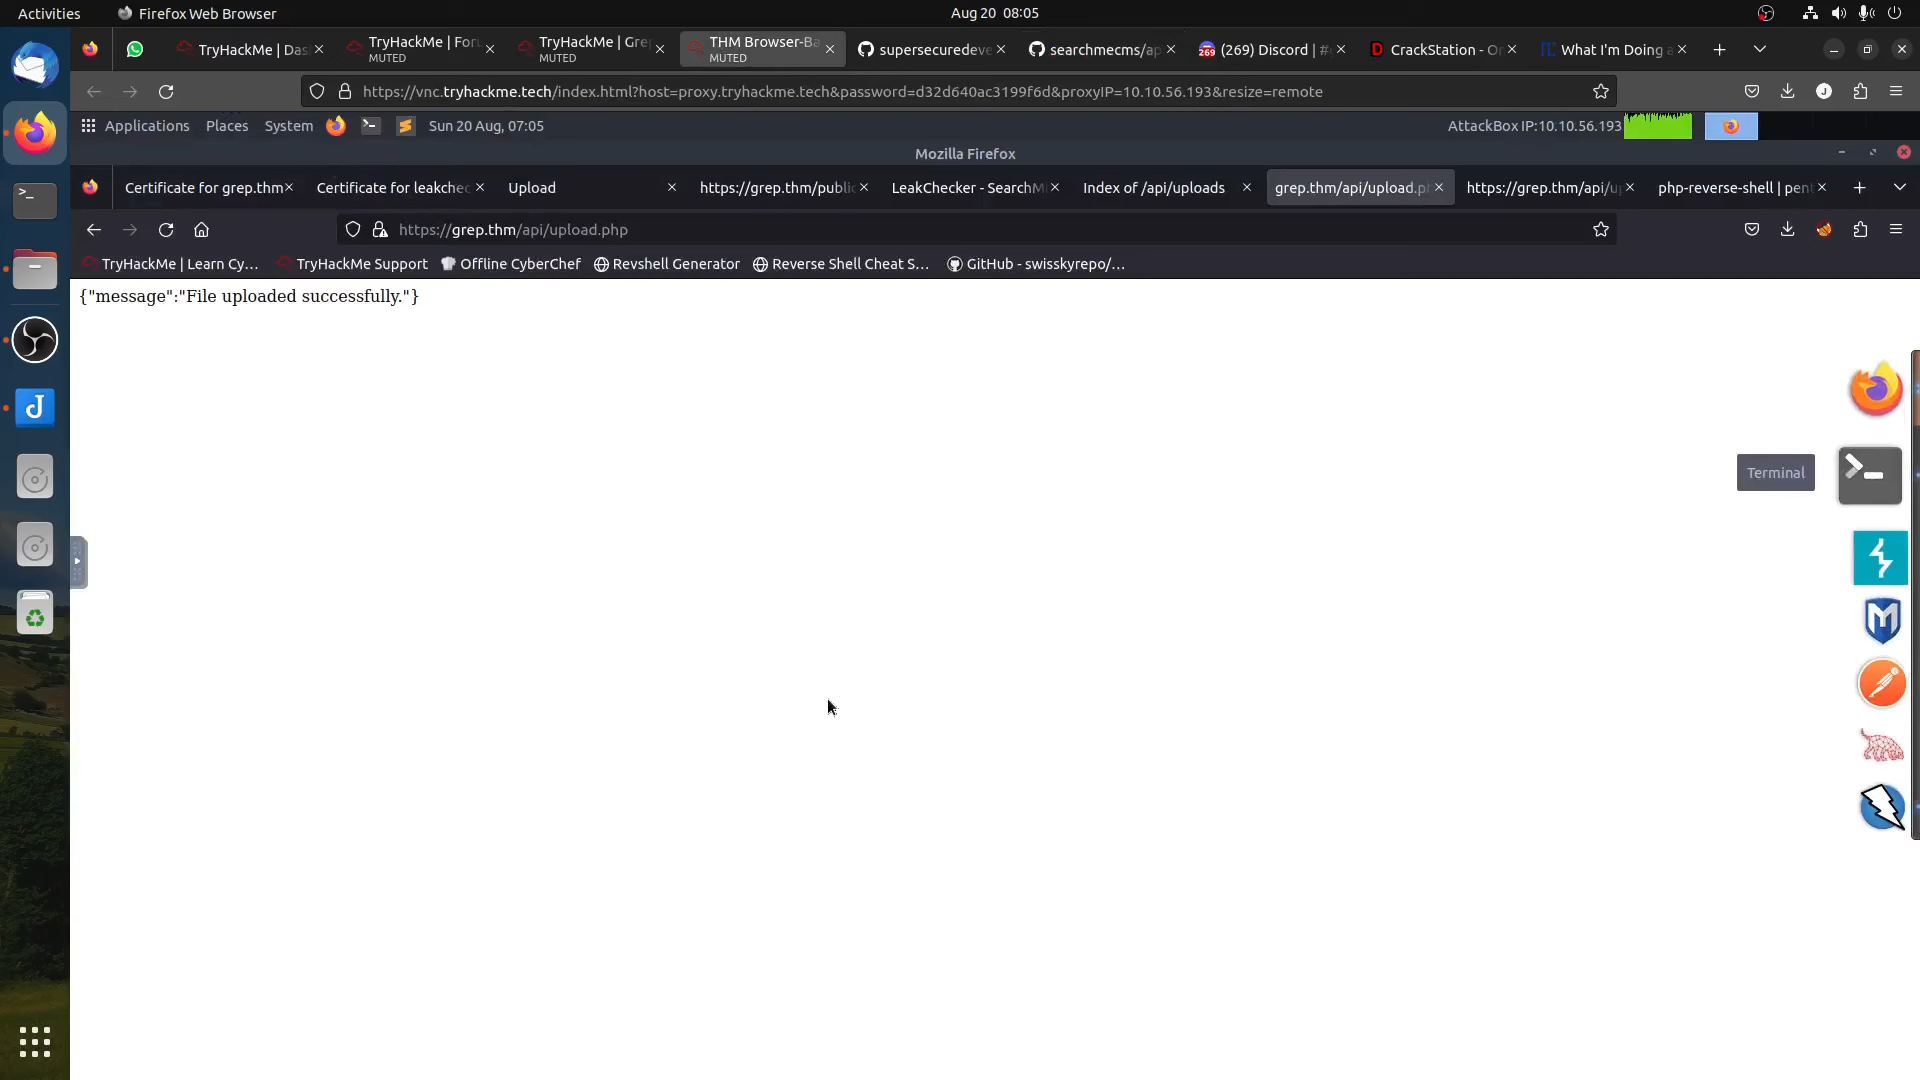 Activities Firefox Web Browser Aug 20 08:05
TryHackMe | Das
TryHackMe | For
MUTED
TryHackMe | Gre
MUTED
THM Browser-Ba
MUTED
supersecuredeve
searchmecms/ap
(269) Discord | #
CrackStation - O
What I'm Doing a
https://vnc.tryhackme.tech/index.html?host=proxy.tryhackme.tech&password=d32d640ac3199f6d&proxyIP=10.10.56.193&resize=remote
Applications Places System Sun 20 Aug, 07:05 AttackBox IP:10.10.56.193
Mozilla Firefox
Certificate for grep.thm Certificate for leakchec Upload https://grep.thm/public LeakChecker - SearchM Index of /api/uploads grep.thm/api/upload.p https://grep.thm/api/u php-reverse-shell | pen
https://grep.thm/api/upload.php
TryHackMe | Learn Cy... TryHackMe Support Offline CyberChef Revshell Generator Reverse Shell Cheat S... GitHub - swisskyrepo/...
{"message":"File uploaded successfully."}
Terminal